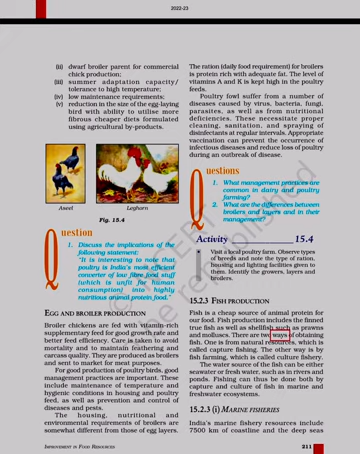 2022-23
(ii) dwarf broiler parent for commercial
chick production;
(iii) summer adaptation capacity/
tolerance to high temperature;
(iv) low maintenance requirements;
(v) reduction in the size of the egg-laying
bird with ability to utilise more
fibrous cheaper diets formulated
using agricultural by-products.
Aseel Leghorn
Fig. 15.4
Question
1. Discuss the implications of the
following statement:
"It is interesting to note that
poultry is India's most efficient
converter of low fibre food stuff
(which is unfit for human
consumption) into highly
nutritious animal protein food."
EGG AND BROILER PRODUCTION
Broiler chickens are fed with vitamin-rich
supplementary feed for good growth rate and
better feed efficiency. Care is taken to avoid
mortality and to maintain feathering and
carcass quality. They are produced as broilers
and sent to market for meat purposes.
For good production of poultry birds, good
management practices are important. These
include maintenance of temperature and
hygienic conditions in housing and poultry
feed, as well as prevention and control of
diseases and pests.
The housing, nutritional and
environmental requirements of broilers are
somewhat different from those of egg layers.
The ration (daily food requirement) for broilers
is protein rich with adequate fat. The level of
vitamins A and K is kept high in the poultry
feeds.
Poultry fowl suffer from a number of
diseases caused by virus, bacteria, fungi,
parasites, as well as from nutritional
deficiencies. These necessitate proper
cleaning, sanitation, and spraying of
disinfectants at regular intervals. Appropriate
vaccination can prevent the occurrence of
infectious diseases and reduce loss of poultry
during an outbreak of disease.
Questions
1. What management practices are
common in dairy and poultry
farming?
2. What are the differences between
broilers and layers and in their
management?
Activity 15.4
• Visit a local poultry farm. Observe types
of breeds and note the type of ration,
housing and lighting facilities given to
them. Identify the growers, layers and
broilers.
15.2.3 FISH PRODUCTION
Fish is a cheap source of animal protein for
our food. Fish production includes the finned
true fish as well as shellfish such as prawns
and molluscs. There are two ways of obtaining
fish. One is from natural resources, which is
called capture fishing. The other way is by
fish farming, which is called culture fishery.
The water source of the fish can be either
seawater or fresh water, such as in rivers and
ponds. Fishing can thus be done both by
capture and culture of fish in marine and
freshwater ecosystems.
15.2.3 (i) MARINE FISHERIES
India's marine fishery resources include
7500 km of coastline and the deep seas
IMPROVEMENT IN FOOD RESOURCES 211